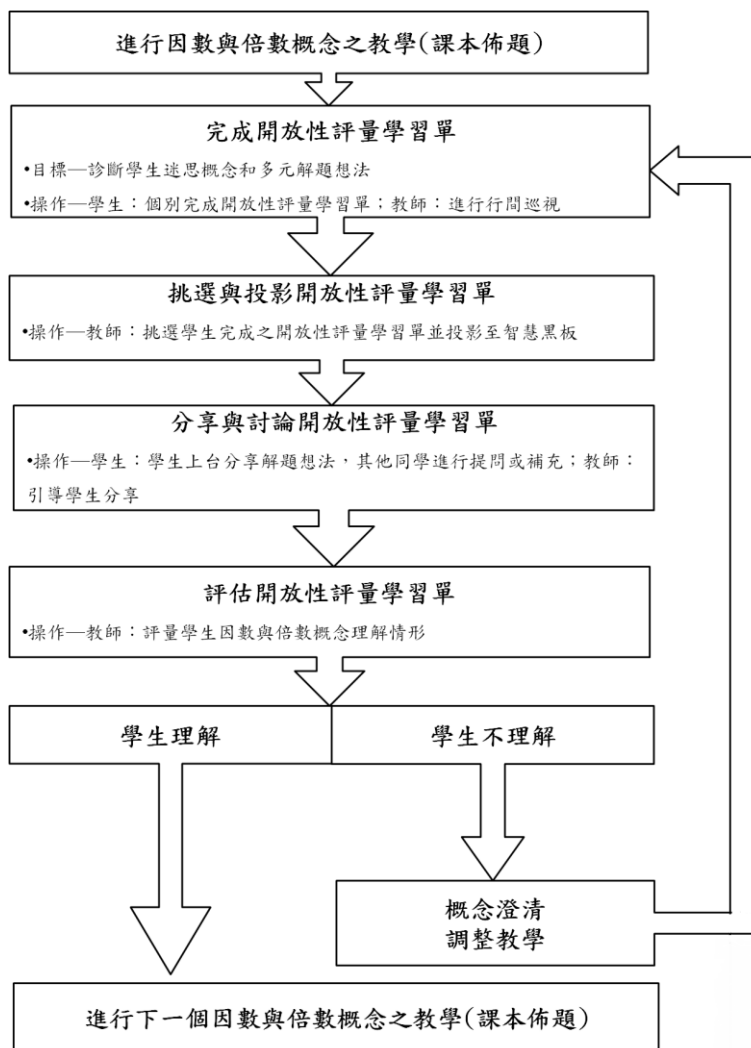 進行因數與倍數概念之教學(課本佈題)
完成開放性評量學習單
•目標—診斷學生迷思概念和多元解題想法
•操作—學生：個別完成開放性評量學習單；教師：進行行間巡視
挑選與投影開放性評量學習單
•操作—教師：挑選學生完成之開放性評量學習單並投影至智慧黑板
分享與討論開放性評量學習單
•操作—學生：學生上台分享解題想法，其他同學進行提問或補充；教師：
引導學生分享
評估開放性評量學習單
•操作—教師：評量學生因數與倍數概念理解情形
學生理解
學生不理解
概念澄清
調整教學
進行下一個因數與倍數概念之教學(課本佈題)